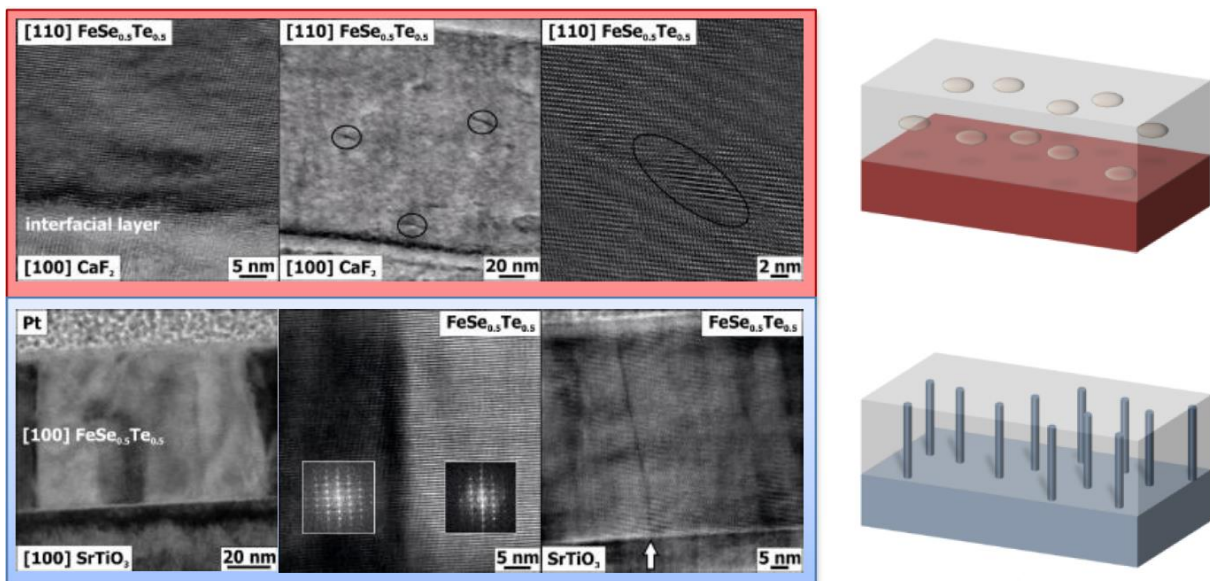 [110] FeSe₀.₅Te₀.₅
interfacial layer
[100] CaF₂
5 nm
[110] FeSe₀.₅Te₀.₅
[100] CaF₂
20 nm
[110] FeSe₀.₅Te₀.₅
2 nm
Pt
[100] FeSe₀.₅Te₀.₅
[100] SrTiO₃
20 nm
FeSe₀.₅Te₀.₅
5 nm
FeSe₀.₅Te₀.₅
SrTiO₃
5 nm